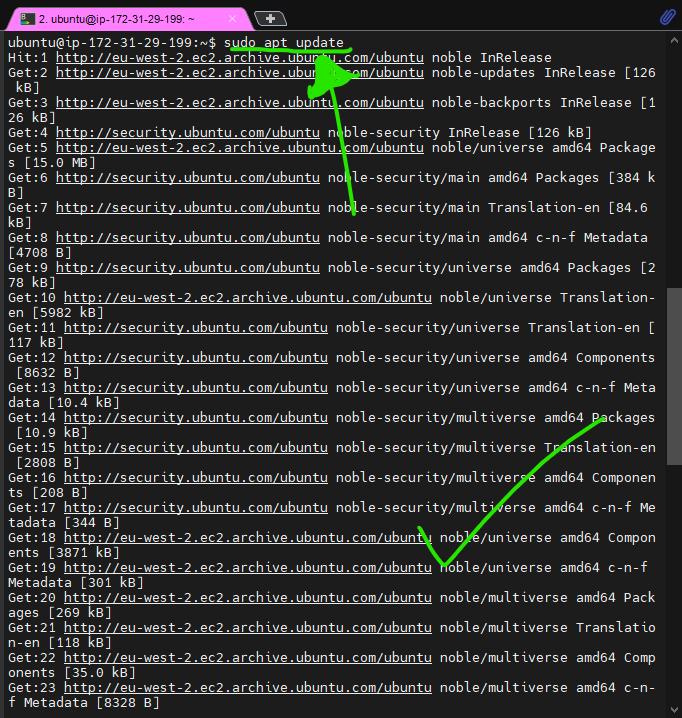 2. ubuntu@ip-172-31-29-199: ~
ubuntu@ip-172-31-29-199:~$ sudo apt update
Hit:1 http://eu-west-2.ec2.archive.ubuntu.com/ubuntu noble InRelease
Get:2 http://eu-west-2.ec2.archive.ubuntu.com/ubuntu noble-updates InRelease [126
 kB]
Get:3 http://eu-west-2.ec2.archive.ubuntu.com/ubuntu noble-backports InRelease [1
26 kB]
Get:4 http://security.ubuntu.com/ubuntu noble-security InRelease [126 kB]
Get:5 http://eu-west-2.ec2.archive.ubuntu.com/ubuntu noble/universe amd64 Package
s [15.0 MB]
Get:6 http://security.ubuntu.com/ubuntu noble-security/main amd64 Packages [384 k
B]
Get:7 http://security.ubuntu.com/ubuntu noble-security/main Translation-en [84.6
kB]
Get:8 http://security.ubuntu.com/ubuntu noble-security/main amd64 c-n-f Metadata
[4708 B]
Get:9 http://security.ubuntu.com/ubuntu noble-security/universe amd64 Packages [2
78 kB]
Get:10 http://eu-west-2.ec2.archive.ubuntu.com/ubuntu noble/universe Translation-
en [5982 kB]
Get:11 http://security.ubuntu.com/ubuntu noble-security/universe Translation-en [
117 kB]
Get:12 http://security.ubuntu.com/ubuntu noble-security/universe amd64 Components
 [8632 B]
Get:13 http://security.ubuntu.com/ubuntu noble-security/universe amd64 c-n-f Meta
data [10.4 kB]
Get:14 http://security.ubuntu.com/ubuntu noble-security/multiverse amd64 Packages
 [10.9 kB]
Get:15 http://security.ubuntu.com/ubuntu noble-security/multiverse Translation-en
 [2808 B]
Get:16 http://security.ubuntu.com/ubuntu noble-security/multiverse amd64 Componen
ts [208 B]
Get:17 http://security.ubuntu.com/ubuntu noble-security/multiverse amd64 c-n-f Me
tadata [344 B]
Get:18 http://eu-west-2.ec2.archive.ubuntu.com/ubuntu noble/universe amd64 Compon
ents [3871 kB]
Get:19 http://eu-west-2.ec2.archive.ubuntu.com/ubuntu noble/universe amd64 c-n-f
Metadata [301 kB]
Get:20 http://eu-west-2.ec2.archive.ubuntu.com/ubuntu noble/multiverse amd64 Pack
ages [269 kB]
Get:21 http://eu-west-2.ec2.archive.ubuntu.com/ubuntu noble/multiverse Translatio
n-en [118 kB]
Get:22 http://eu-west-2.ec2.archive.ubuntu.com/ubuntu noble/multiverse amd64 Comp
onents [35.0 kB]
Get:23 http://eu-west-2.ec2.archive.ubuntu.com/ubuntu noble/multiverse amd64 c-n-
f Metadata [8328 B]